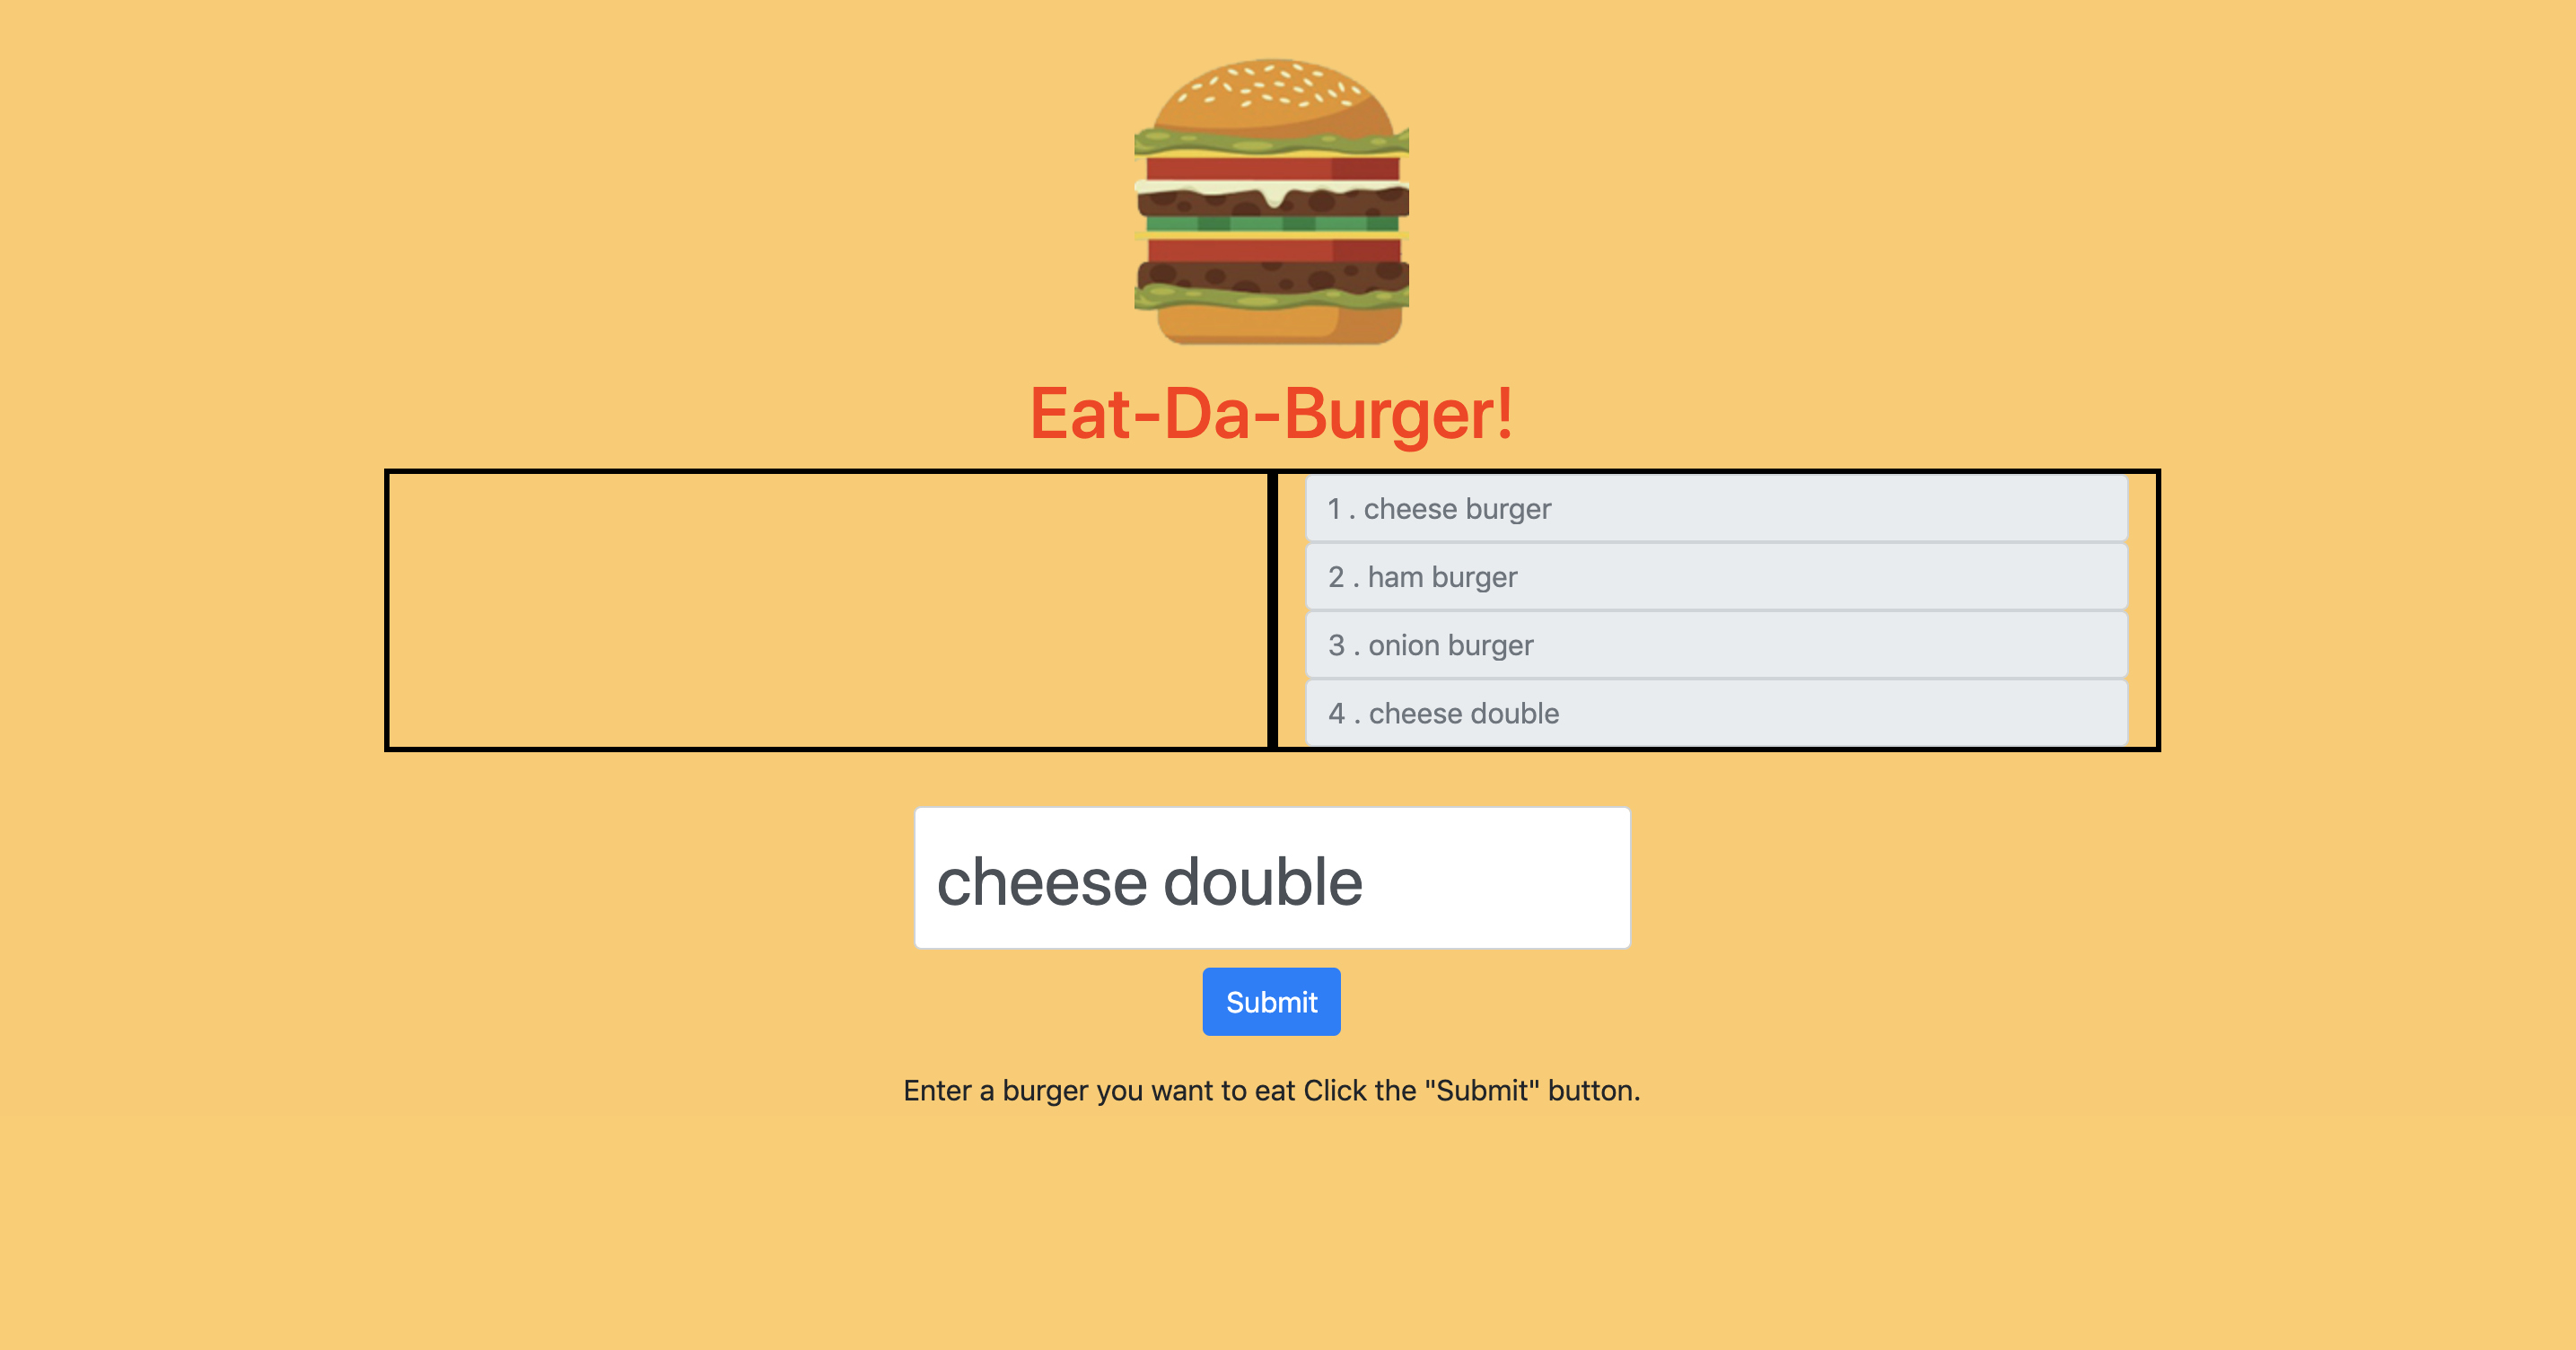 Eat-Da-Burger!
1 . cheese burger
2 . ham burger
3 . onion burger
4 . cheese double
cheese double
Submit
Enter a burger you want to eat Click the "Submit" button.